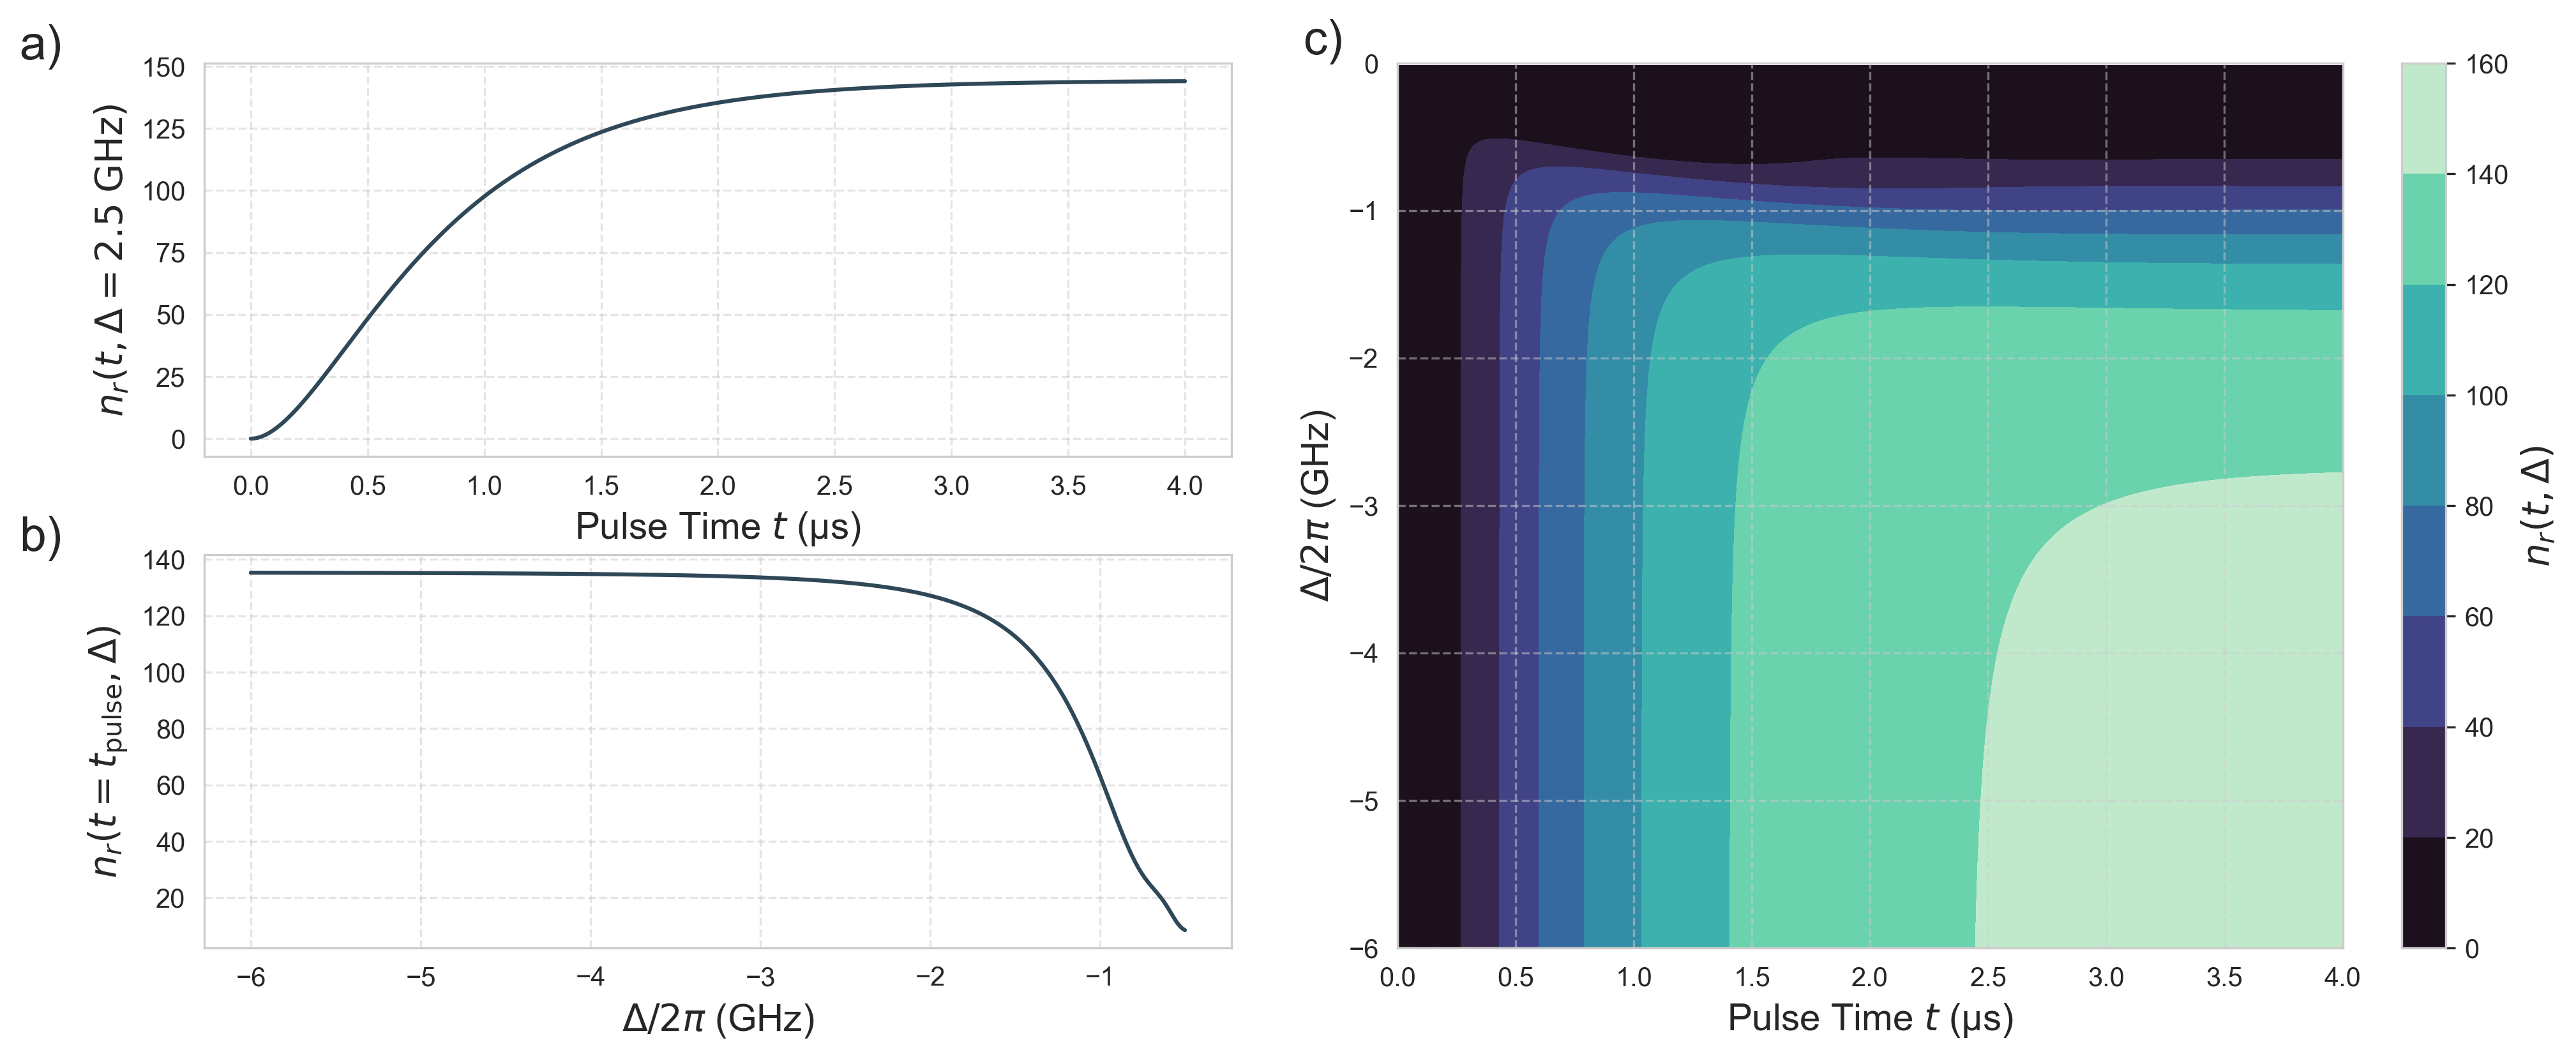 a)
n_r(t, Δ = 2.5 GHz)
150
125
100
75
50
25
0
0.0 0.5 1.0 1.5 2.0 2.5 3.0 3.5 4.0
Pulse Time t (μs)
b)
n_r(t = t_pulse, Δ)
140
120
100
80
60
40
20
−6 −5 −4 −3 −2 −1
Δ/2π (GHz)
c)
Δ/2π (GHz)
0
−1
−2
−3
−4
−5
−6
0.0 0.5 1.0 1.5 2.0 2.5 3.0 3.5 4.0
Pulse Time t (μs)
160
140
120
100
80
60
40
20
0
n_r(t, Δ)